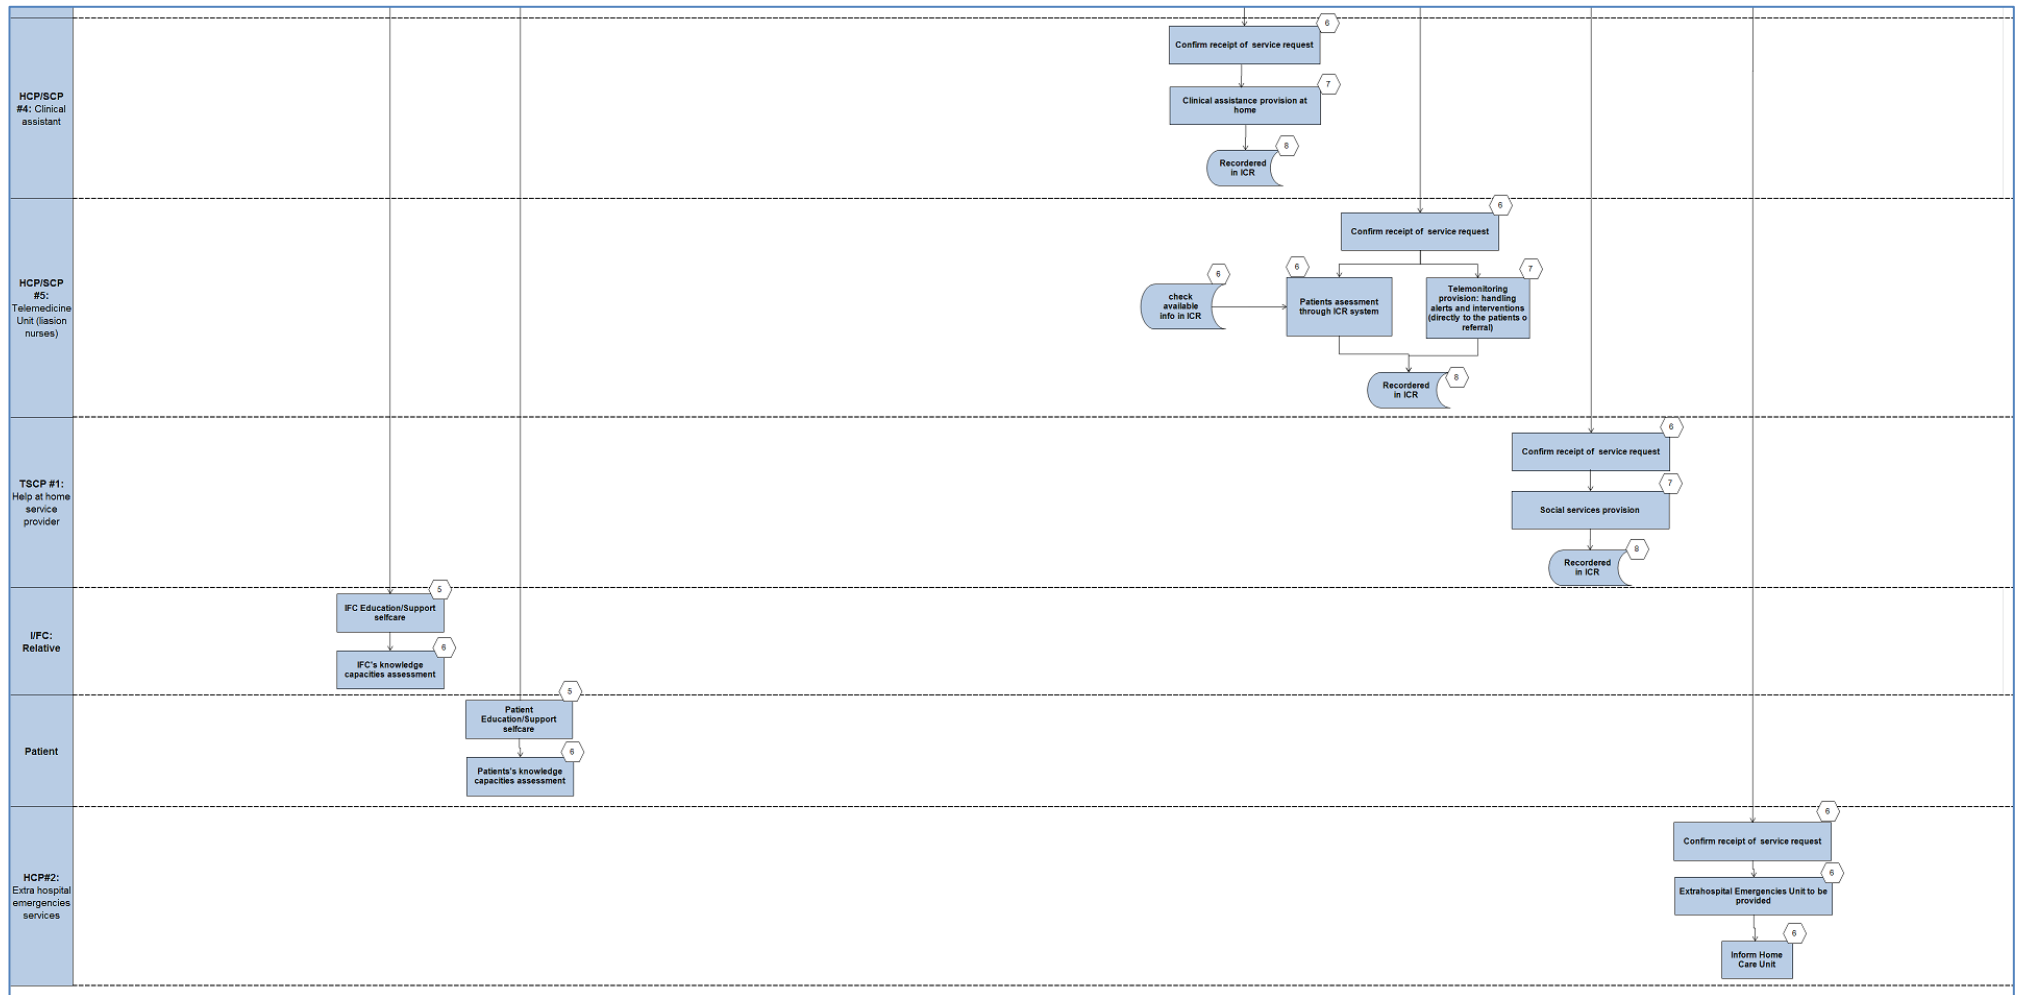 HCP/SCP
#4: Clinical
assistant
6
Confirm receipt of service request
7
Clinical assistance provision at
home
8
Recordered
in ICR
HCP/SCP
#5:
Telemedicine
Unit (liasion
nurses)
6
Confirm receipt of service request
6
check
available
info in ICR
6
Patients asessment
through ICR system
7
Telemonitoring
provision: handling
alerts and interventions
(directly to the patients o
referral)
8
Recordered
in ICR
TSCP #1:
Help at home
service
provider
6
Confirm receipt of service request
7
Social services provision
8
Recordered
in ICR
I/FC:
Relative
5
IFC Education/Support
selfcare
6
IFC's knowledge
capacities assessment
Patient
5
Patient
Education/Support
selfcare
6
Patients's knowledge
capacities assessment
HCP#2:
Extra hospital
emergencies
services
6
Confirm receipt of service request
6
Extrahospital Emergencies Unit to be
provided
6
Inform Home
Care Unit